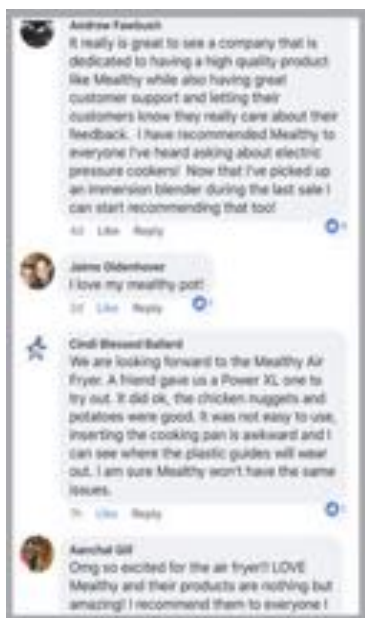 Andrew Fawbush
It really is great to see a company that is
dedicated to having a high quality product
like Mealthy while also having great
customer support and letting their
customers know they really care about their
feedback. I have recommended Mealthy to
everyone I've heard asking about electric
pressure cookers! Now that I've picked up
an immersion blender during the last sale I
can start recommending that too!
4d Like Reply
Jaime Oldenhover
I love my mealthy pot!
Like Reply
Cindi Blessed Ballard
We are looking forward to the Mealthy Air
Fryer. A friend gave us a Power XL one to
try out. It did ok, the chicken nuggets and
potatoes were good. It was not easy to use,
inserting the cooking pan is awkward and I
can see where the plastic guides will wear
out. I am sure Mealthy won't have the same
issues.
Like Reply
Aanchal Gill
Omg so excited for the air fryer!! LOVE
Mealthy and their products are nothing but
amazing! I recommend them to everyone I